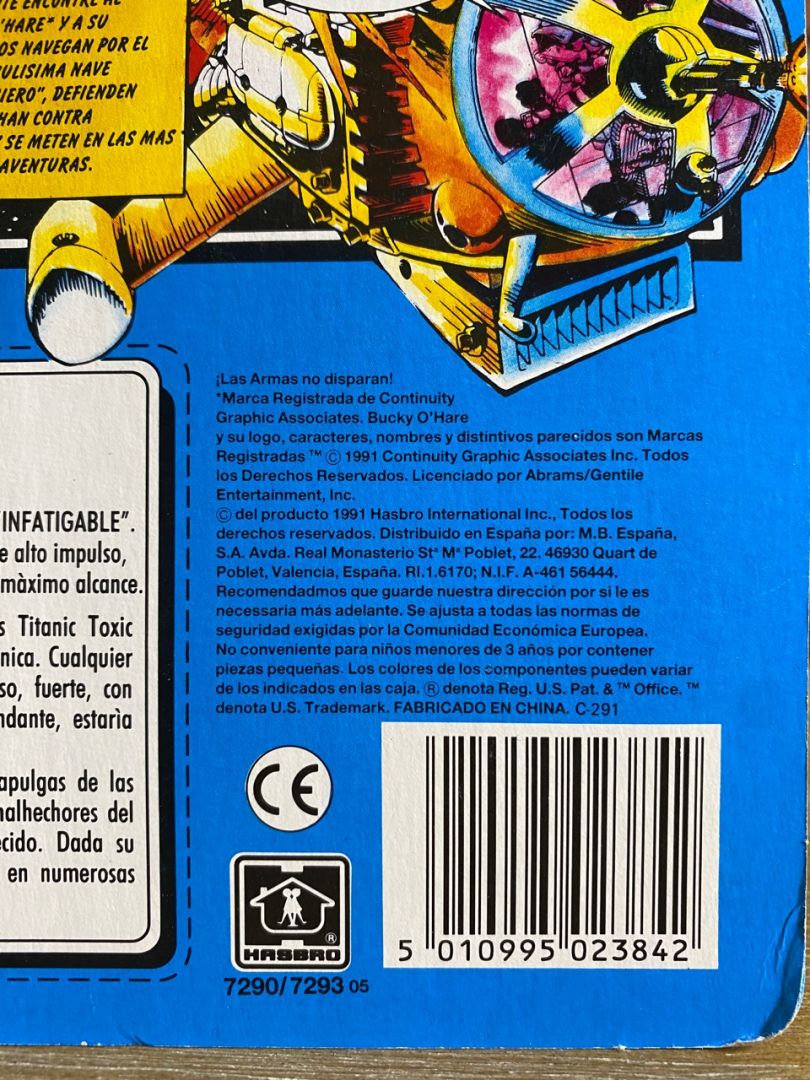 TE ENCONTRE AL
'HARE* Y A SU
OS NAVEGAN POR EL
ULISIMA NAVE
IERO", DEFIENDEN
HAN CONTRA
Y SE METEN EN LAS MAS
AVENTURAS.
"INFATIGABLE".
e alto impulso,
màximo alcance.
s Titanic Toxic
nica. Cualquier
so, fuerte, con
ndante, estarìa
apulgas de las
nalhechores del
cido. Dada su
en numerosas
¡Las Armas no disparan!
*Marca Registrada de Continuity
Graphic Associates. Bucky O'Hare
y su logo, caracteres, nombres y distintivos parecidos son Marcas
Registradas ™ © 1991 Continuity Graphic Associates Inc. Todos
los Derechos Reservados. Licenciado por Abrams/Gentile
Entertainment, Inc.
© del producto 1991 Hasbro International Inc., Todos los
derechos reservados. Distribuido en España por: M.B. España,
S.A. Avda. Real Monasterio Stª Mª Poblet, 22. 46930 Quart de
Poblet, Valencia, España. RI.1.6170; N.I.F. A-461 56444.
Recomendadmos que guarde nuestra dirección por si le es
necessaria más adelante. Se ajusta a todas las normas de
seguridad exigidas por la Comunidad Económica Europea.
No conveniente para niños menores de 3 años por contener
piezas pequeñas. Los colores de los componentes pueden variar
de los indicados en las caja. ® denota Reg. U.S. Pat. & ™ Office. ™
denota U.S. Trademark. FABRICADO EN CHINA. C-291
CE
HASBRO ®
7290/7293 05
5 010995 023842